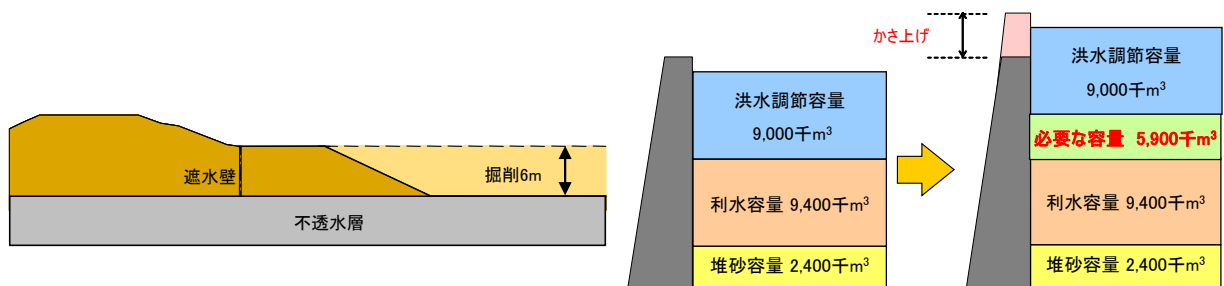 遮水壁
掘削6m
不透水層
洪水調節容量
9,000千m³
利水容量 9,400千m³
堆砂容量 2,400千m³
かさ上げ
洪水調節容量
9,000千m³
必要な容量 5,900千m³
利水容量 9,400千m³
堆砂容量 2,400千m³